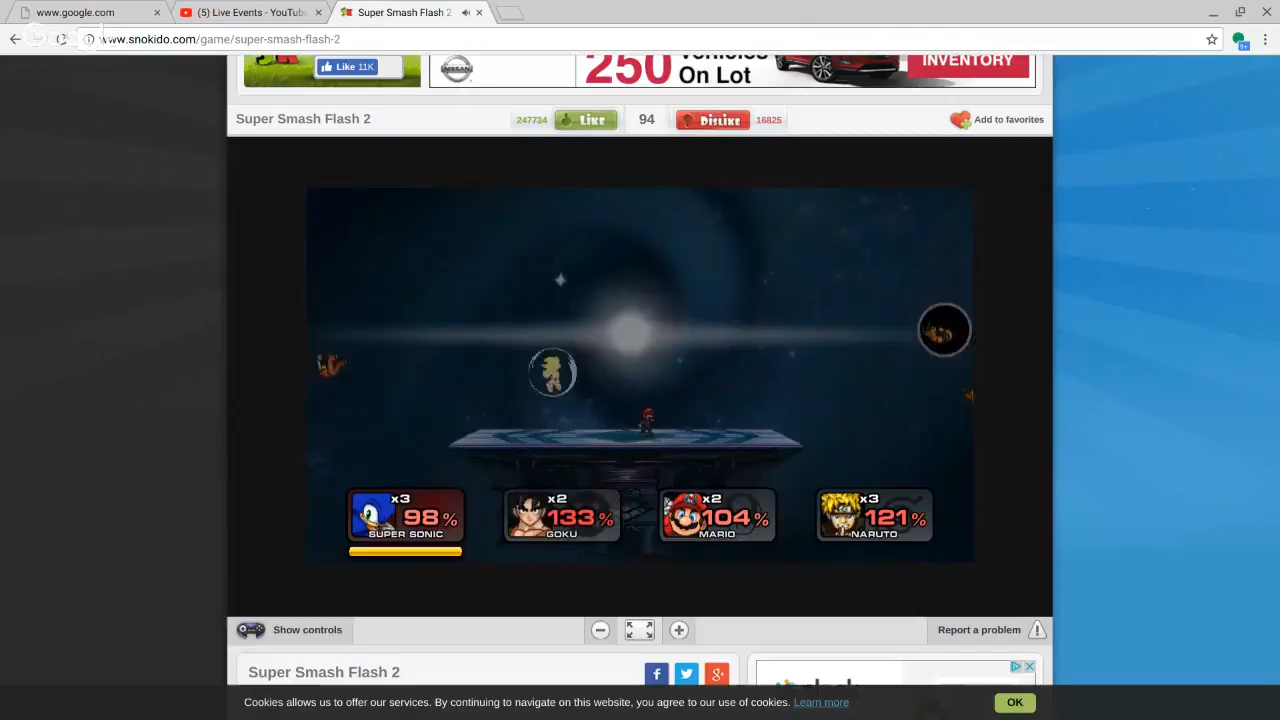 www.google.com
(5) Live Events - YouTube
Super Smash Flash 2
www.snokido.com/game/super-smash-flash-2
9+
Like 11K
NISSAN
250 Vehicles On Lot
INVENTORY
Super Smash Flash 2
247734
LIKE
94
DISLIKE
16825
Add to favorites
x3
98%
SUPER SONIC
x2
133%
GOKU
x2
104%
MARIO
x3
121%
NARUTO
Show controls
Report a problem
Super Smash Flash 2
Cookies allows us to offer our services. By continuing to navigate on this website, you agree to our use of cookies. Learn more
OK